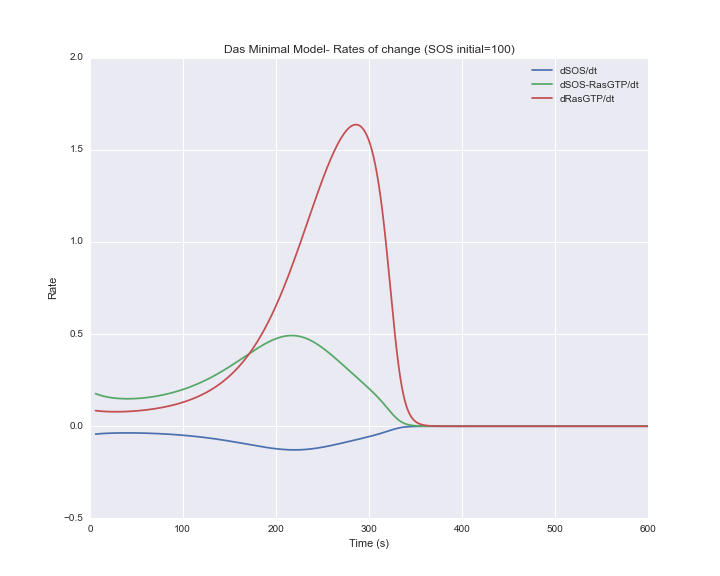 Das Minimal Model- Rates of change (SOS initial=100)
2.0
dSOS/dt
dSOS-RasGTP/dt
dRasGTP/dt
1.5
1.0
Rate
0.5
0.0
−0.5
0 100 200 300 400 500 600
Time (s)